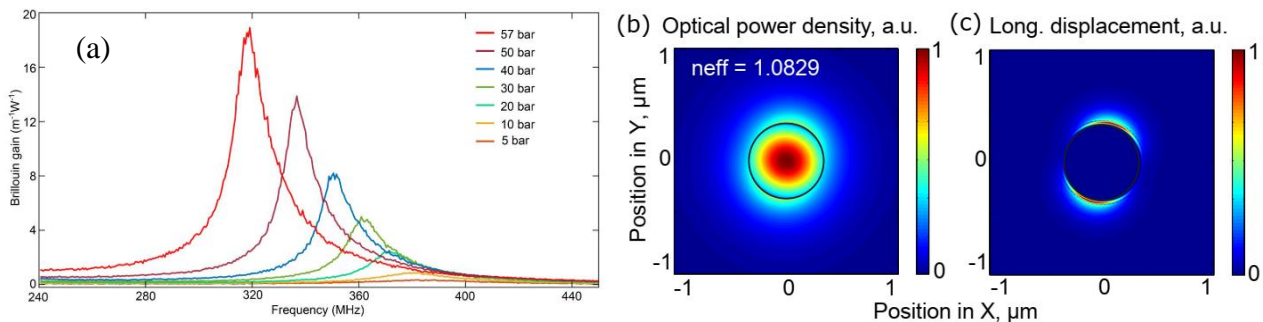 (a)
Brillouin gain (m⁻¹W⁻¹)
20
16
12
8
4
0
240
280
320
360
400
440
Frequency (MHz)
57 bar
50 bar
40 bar
30 bar
20 bar
10 bar
5 bar
(b) Optical power density, a.u.
neff = 1.0829
Position in Y, µm
1
0
-1
-1
0
1
1
0
(c) Long. displacement, a.u.
1
0
-1
-1
0
1
1
0
Position in X, µm